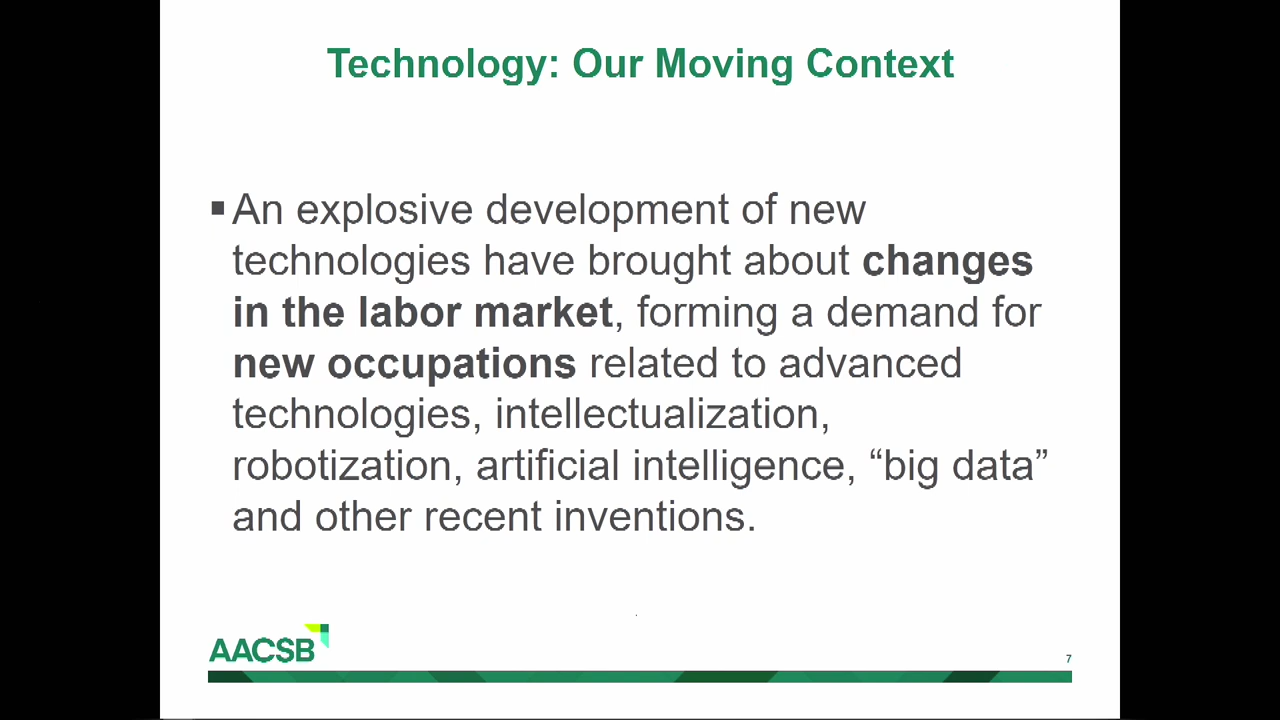 Technology: Our Moving Context
▪An explosive development of new
technologies have brought about changes
in the labor market, forming a demand for
new occupations related to advanced
technologies, intellectualization,
robotization, artificial intelligence, “big data”
and other recent inventions.
AACSB
7